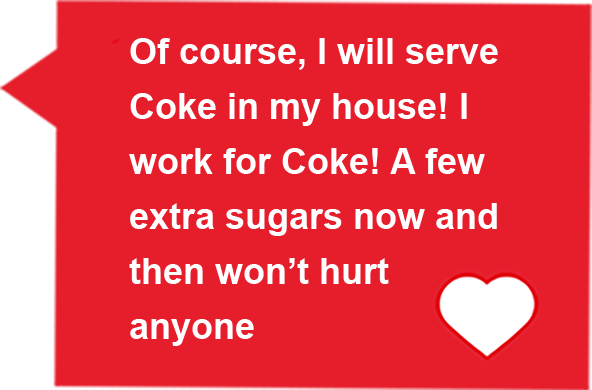 Of course, I will serve
Coke in my house! I
work for Coke! A few
extra sugars now and
then won’t hurt
anyone